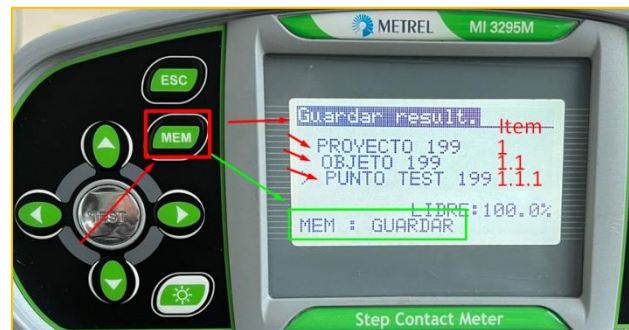 METREL MI 3295M
ESC
MEM
TEST
Guardar result.
Item
PROYECTO 199 1
OBJETO 199 1.1
> PUNTO TEST 199 1.1.1
LIBRE:100.0%
MEM : GUARDAR
Step Contact Meter